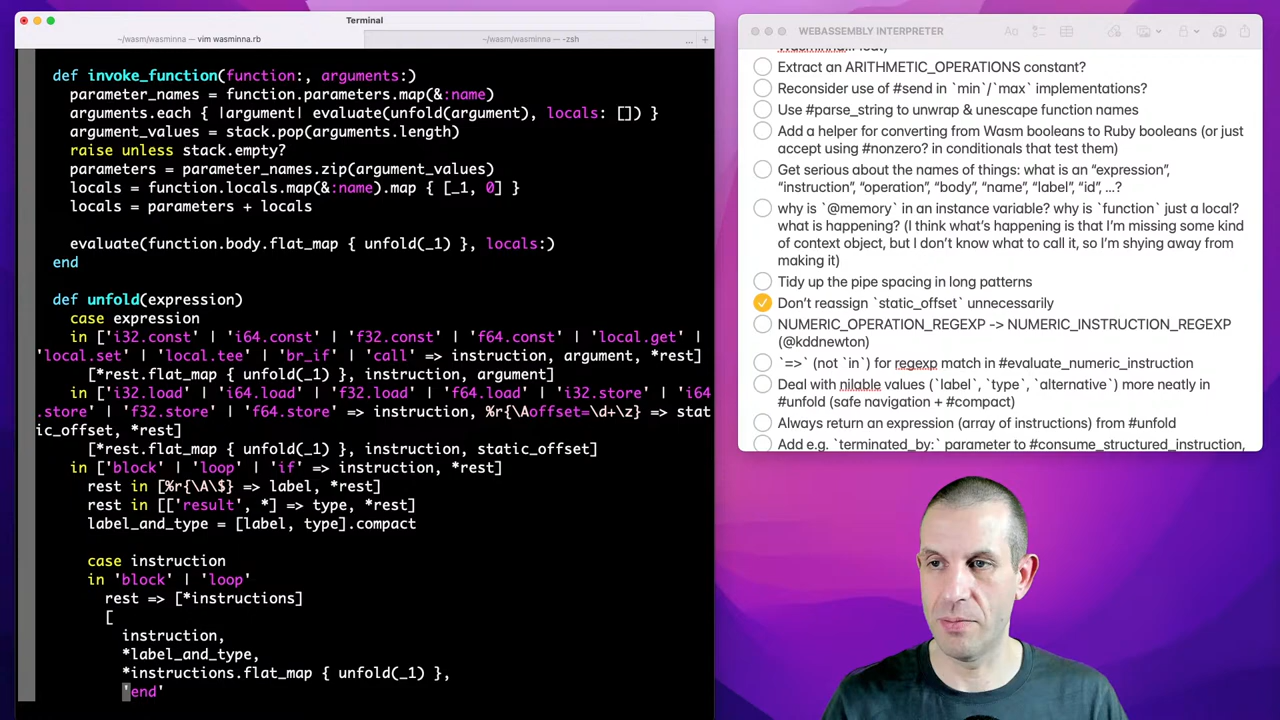 Terminal
~/wasm/wasminna — vim wasminna.rb
~/wasm/wasminna — -zsh
... +
def invoke_function(function:, arguments:)
parameter_names = function.parameters.map(&:name)
arguments.each { |argument| evaluate(unfold(argument), locals: []) }
argument_values = stack.pop(arguments.length)
raise unless stack.empty?
parameters = parameter_names.zip(argument_values)
locals = function.locals.map(&:name).map { [_1, 0] }
locals = parameters + locals
evaluate(function.body.flat_map { unfold(_1) }, locals:)
end
def unfold(expression)
case expression
in ['i32.const' | 'i64.const' | 'f32.const' | 'f64.const' | 'local.get' |
'local.set' | 'local.tee' | 'br_if' | 'call' => instruction, argument, *rest]
[*rest.flat_map { unfold(_1) }, instruction, argument]
in ['i32.load' | 'i64.load' | 'f32.load' | 'f64.load' | 'i32.store' | 'i64
.store' | 'f32.store' | 'f64.store' => instruction, %r{\Aoffset=\d+\z} => stat
ic_offset, *rest]
[*rest.flat_map { unfold(_1) }, instruction, static_offset]
in ['block' | 'loop' | 'if' => instruction, *rest]
rest in [%r{\A\$} => label, *rest]
rest in [['result', *] => type, *rest]
label_and_type = [label, type].compact
case instruction
in 'block' | 'loop'
rest => [*instructions]
[
instruction,
*label_and_type,
*instructions.flat_map { unfold(_1) },
'end'
WEBASSEMBLY INTERPRETER
Aa
Extract an ARITHMETIC_OPERATIONS constant?
Reconsider use of #send in `min`/`max` implementations?
Use #parse_string to unwrap & unescape function names
Add a helper for converting from Wasm booleans to Ruby booleans (or just
accept using #nonzero? in conditionals that test them)
Get serious about the names of things: what is an “expression”,
“instruction”, “operation”, “body”, “name”, “label”, “id”, …?
why is `@memory` in an instance variable? why is `function` just a local?
what is happening? (I think what’s happening is that I’m missing some kind
of context object, but I don’t know what to call it, so I’m shying away from
making it)
Tidy up the pipe spacing in long patterns
Don’t reassign `static_offset` unnecessarily
NUMERIC_OPERATION_REGEXP -> NUMERIC_INSTRUCTION_REGEXP
(@kddnewton)
`=>` (not `in`) for regexp match in #evaluate_numeric_instruction
Deal with nilable values (`label`, `type`, `alternative`) more neatly in
#unfold (safe navigation + #compact)
Always return an expression (array of instructions) from #unfold
Add e.g. `terminated_by:` parameter to #consume_structured_instruction,